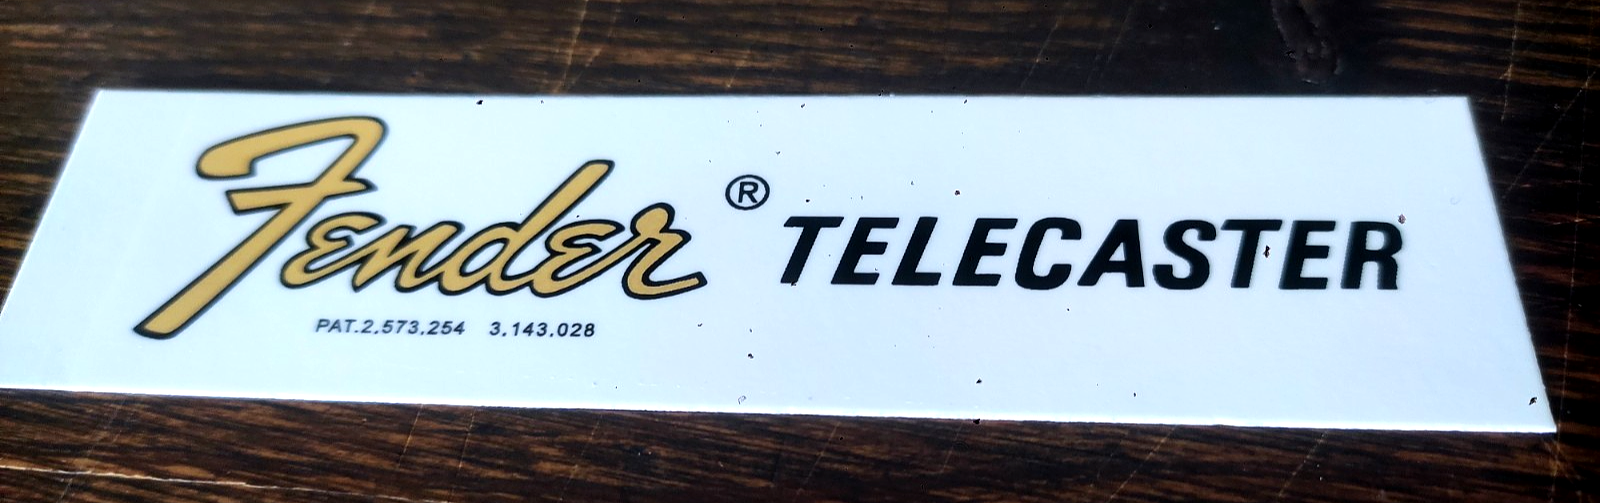 Fender ® TELECASTER
PAT.2,573,254 3,143,028